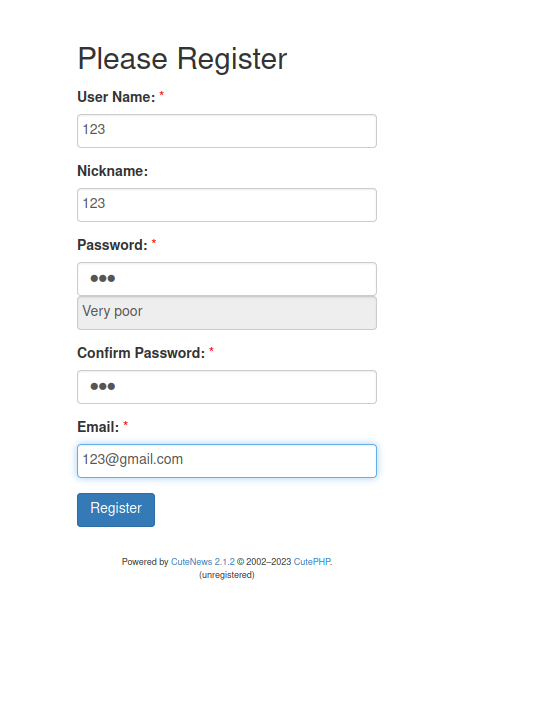 Please Register
User Name: *
123
Nickname:
123
Password: *
●●●
Very poor
Confirm Password: *
●●●
Email: *
123@gmail.com
Register
Powered by CuteNews 2.1.2 © 2002–2023 CutePHP.
(unregistered)